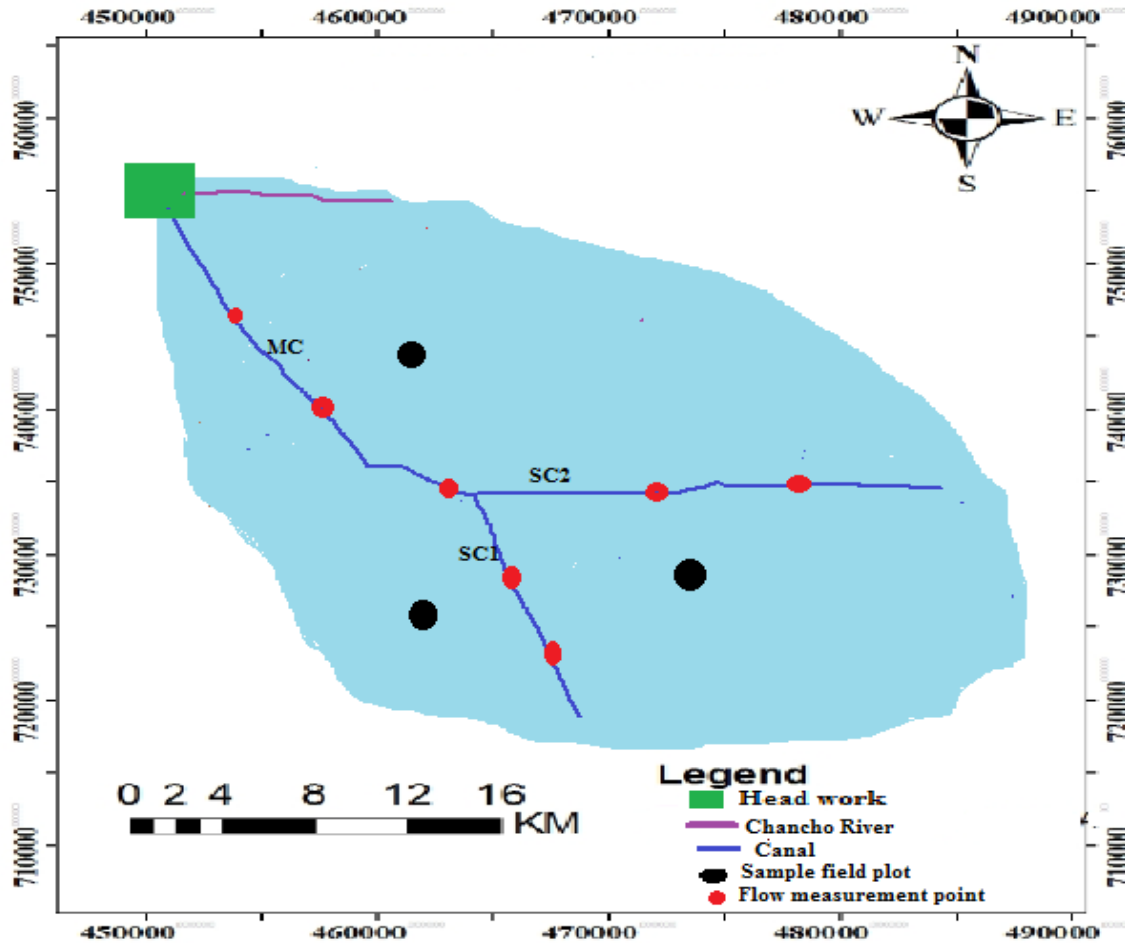 450000 460000 470000 480000 490000
N
W E
S
760000 760000
750000 750000
740000 740000
730000 730000
720000 720000
710000 710000
MC
SC2
SC1
0 2 4 8 12 16
KM
Legend
Head work
Chancho River
Canal
Sample field plot
Flow measurement point
450000 460000 470000 480000 490000